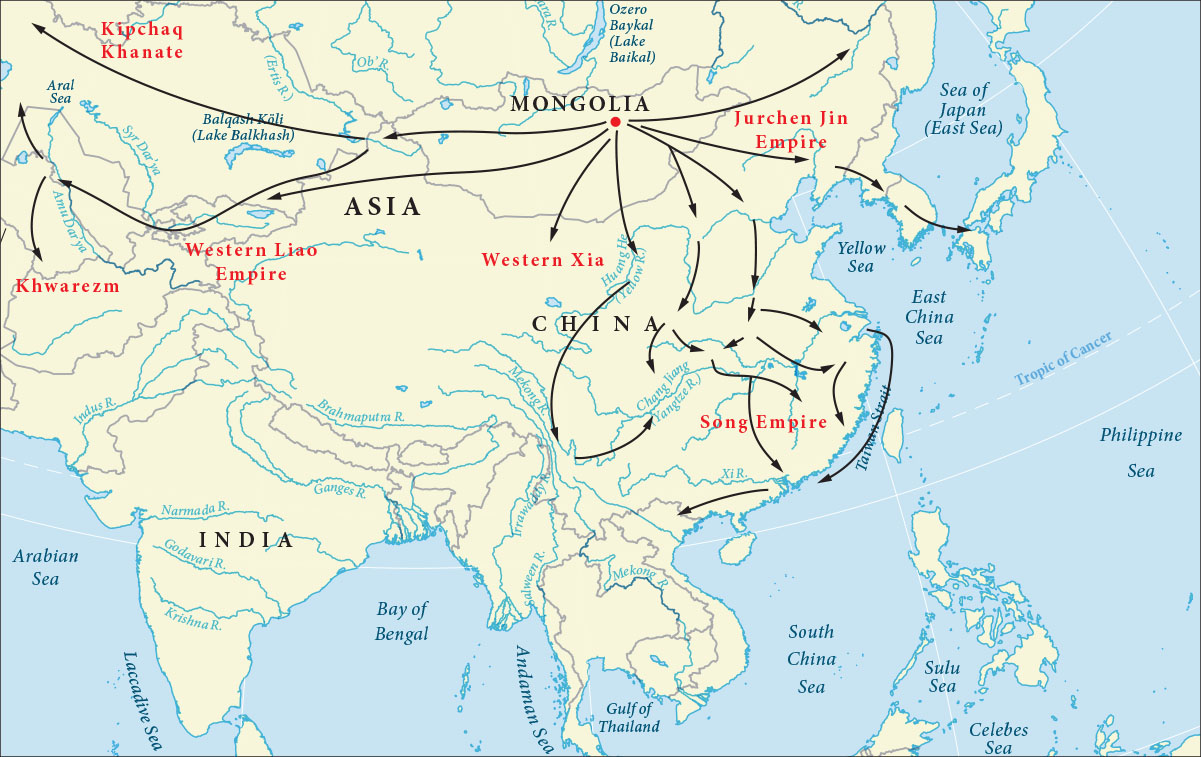 Kipchaq
Khanate
Ozero
Baykal
(Lake
Baikal)
R.
Ob' R.
(Ertis R.)
Aral
Sea
MONGOLIA
Sea of
Japan
(East Sea)
Balqash Köli
(Lake Balkhash)
Jurchen Jin
Empire
Syr Dar'ya
ASIA
Amu Darya
Western Liao
Empire
Western Xia
Huang He
(Yellow R.)
Yellow
Sea
Khwarezm
East
China
Sea
CHINA
Tropic of Cancer
Mekong R.
Chang Jiang
(Yangtze R.)
Indus R.
Brahmaputra R.
Song Empire
Taiwan Strait
Philippine
Sea
Xi R.
Ganges R.
Irrawaddy R.
Narmada R.
INDIA
Godavari R.
Arabian
Sea
Salween R.
Mekong R.
Krishna R.
Bay of
Bengal
South
China
Sea
Laccadive Sea
Andaman Sea
Sulu
Sea
Gulf of
Thailand
Celebes
Sea